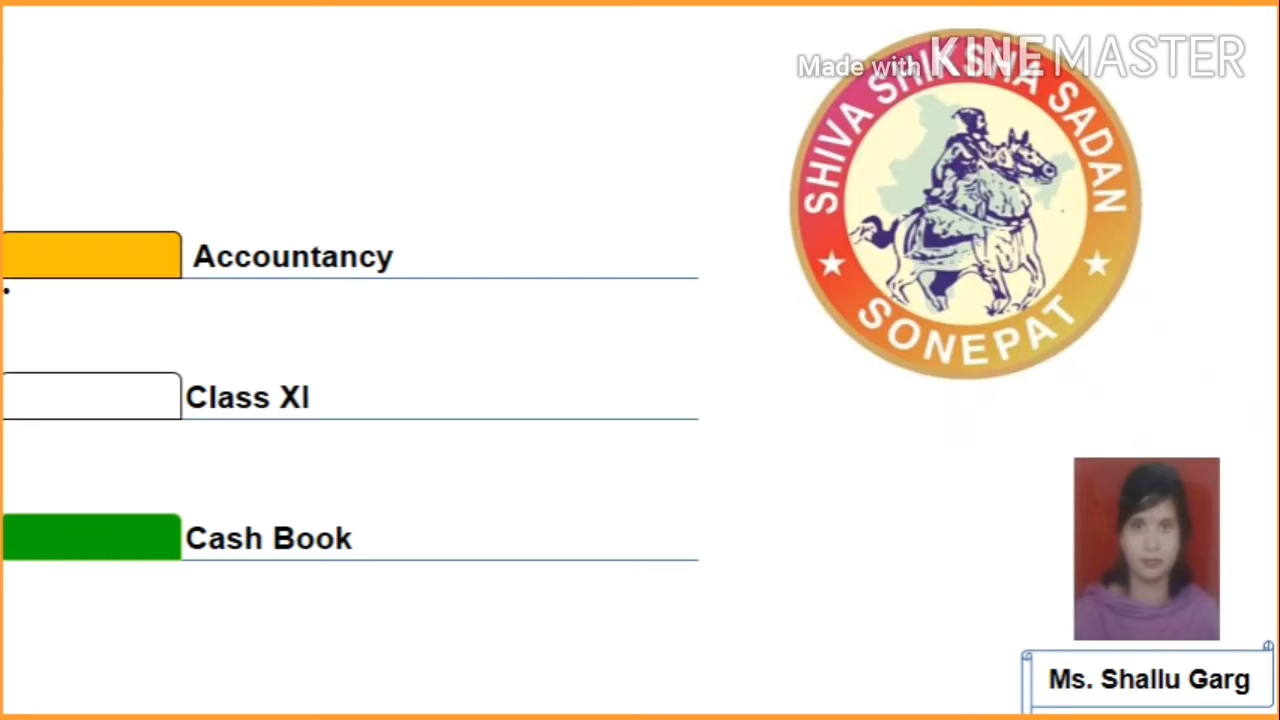 Made with KINEMASTER
SHIVA SHIKSHA SADAN
SONEPAT
Accountancy
Class XI
Cash Book
Ms. Shallu Garg